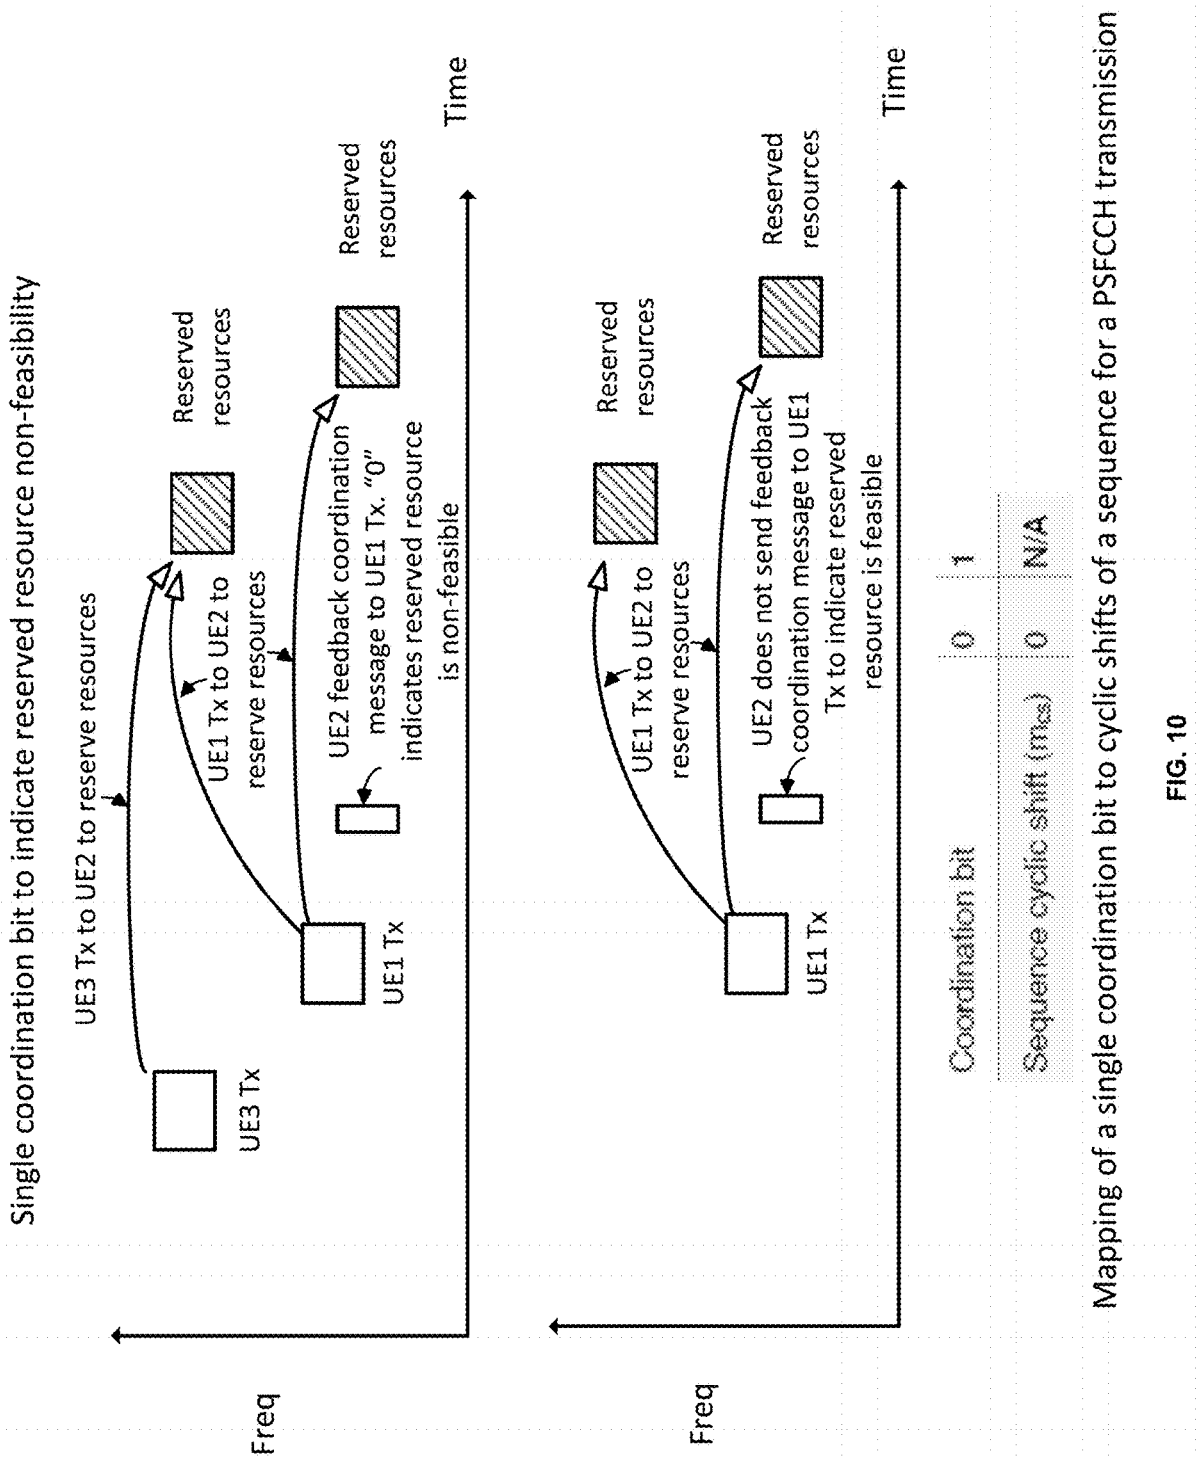 Single coordination bit to indicate reserved resource non-feasibility
UE3 Tx to UE2 to reserve resources
Reserved
resources
UE1 Tx to UE2 to
reserve resources
UE3 Tx
Reserved
resources
UE2 feedback coordination
message to UE1 Tx. “0”
indicates reserved resource
is non-feasible
UE1 Tx
Freq
Time
Reserved
resources
UE1 Tx to UE2 to
reserve resources
Reserved
resources
UE2 does not send feedback
coordination message to UE1
Tx to indicate reserved
resource is feasible
UE1 Tx
Freq
Time
Coordination bit 0 1
Sequence cyclic shift (mcs) 0 N/A
Mapping of a single coordination bit to cyclic shifts of a sequence for a PSFCCH transmission
FIG. 10